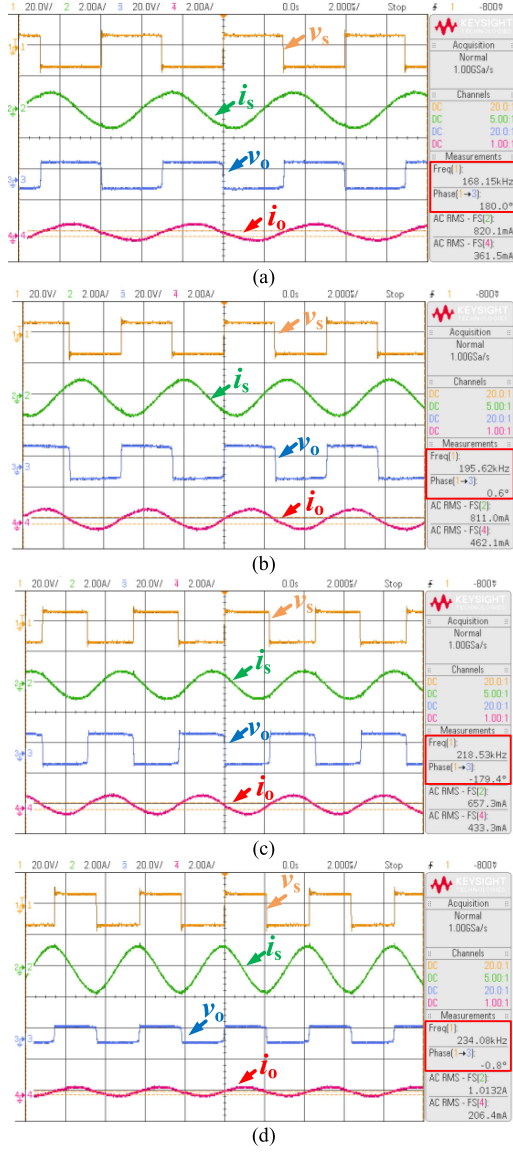 1 20.0V/ 2 2.00A/ 3 20.0V/ 4 2.00A/ 0.0s 2.000㎲/ Stop 1 -800
KEYSIGHT
TECHNOLOGIES
Acquisition
Normal
1.00GSa/s
Channels
DC 20.0:1
DC 5.00:1
DC 20.0:1
DC 1.00:1
Measurements
Freq(1):
168.15kHz
Phase(1→3):
180.0°
AC RMS - FS(2):
820.1mA
AC RMS - FS(4):
361.5mA
vs
is
vo
io
(a)
1 20.0V/ 2 2.00A/ 3 20.0V/ 4 2.00A/ 0.0s Stop 1
KEYSIGHT
Acquisition
Normal
1.00GSa/s
Channels
DC 20.0:1
DC 5.00:1
DC 20.0:1
DC 1.00:1
Measurements
Freq(1):
195.62kHz
Phase(1→3):
0.6°
AC RMS - FS(2):
811.0mA
AC RMS - FS(4):
462.1mA
vs
is
vo
io
(b)
1 20.0V/ 2 2.00A/ 3 20.0V/ 4 2.00A/ 0.0s Stop 1
KEYSIGHT
Acquisition
Normal
1.00GSa/s
Channels
DC 20.0:1
DC 5.00:1
DC 20.0:1
DC 1.00:1
Measurements
Freq(1):
218.53kHz
Phase(1→3):
-179.4°
AC RMS - FS(2):
657.3mA
AC RMS - FS(4):
433.3mA
vs
is
vo
io
(c)
1 20.0V/ 2 2.00A/ 3 20.0V/ 4 2.00A/ 0.0s Stop 1
KEYSIGHT
Acquisition
Normal
1.00GSa/s
Channels
DC 20.0:1
DC 5.00:1
DC 20.0:1
DC 1.00:1
Measurements
Freq(1):
234.08kHz
Phase(1→3):
-0.8°
AC RMS - FS(2):
1.0132A
AC RMS - FS(4):
206.4mA
vs
is
vo
io
(d)